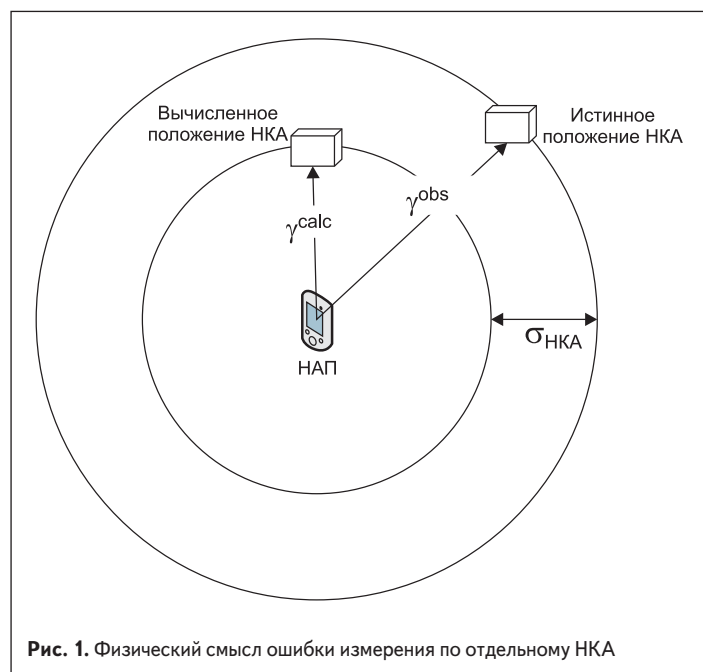 Вычисленное
положение НКА
Истинное
положение НКА
γcalc
γobs
НАП
σНКА
Рис. 1. Физический смысл ошибки измерения по отдельному НКА